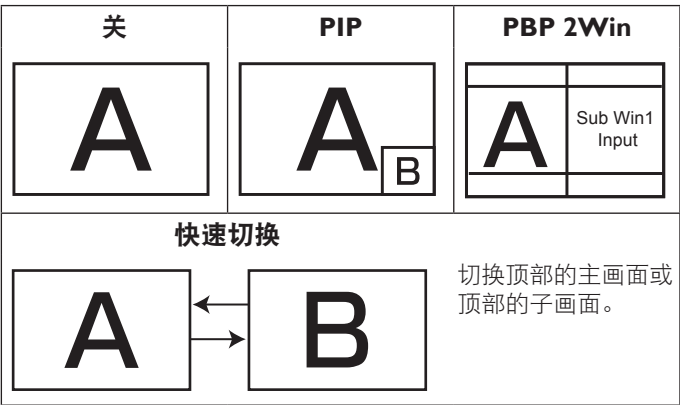 关
PIP
PBP 2Win
A
A
B
A
Sub Win1
Input
快速切换
A
B
切换顶部的主画面或
顶部的子画面。